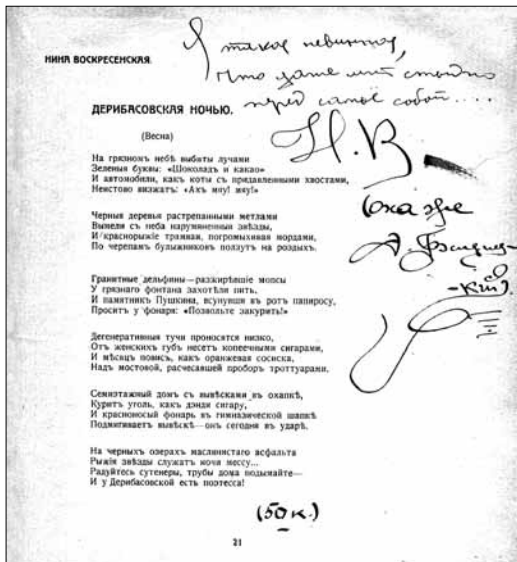 Я такая невинная,
Что даже мне стыдно
перед самой собой....
НИНА ВОСКРЕСЕНСКАЯ.
ДЕРИБАСОВСКАЯ НОЧЬЮ.
Н. В
(Весна)
На грязномъ небѣ выбиты лучами
Зеленыя буквы: «Шоколадъ и какао»
И автомобили, какъ коты съ придавленными хвостами,
Неистово визжатъ: «Ахъ мяу! мяу!»
Она же
А. Фиолет-
-кій).
Черныя деревья растрепанными метлами
Вымели съ неба нарумяненныя звѣзды,
И краснорыжіе трамваи, погромыхивая мордами,
По черепамъ булыжниковъ ползутъ на роздыхъ.
Гранитные дельфины—разжирѣвшіе мопсы
У грязнаго фонтана захотѣли пить,
И памятникъ Пушкина, всунувши въ ротъ папиросу,
Проситъ у фонаря: «Позвольте закурить!»
Дегенеративныя тучи проносятся низко,
Отъ женскихъ губъ несетъ копеечными сигарами,
И мѣсяцъ повисъ, какъ оранжевая сосиска,
Надъ мостовой, расчесавшей проборъ троттуарами.
Семиэтажный домъ съ вывѣсками въ охапкѣ,
Куритъ уголь, какъ дэнди сигару,
И красноносый фонарь въ гимназической шапкѣ
Подмигиваетъ вывѣскѣ—онъ сегодня въ ударѣ.
На черныхъ озерахъ маслянистаго асфальта
Рыжія звѣзды служатъ ночи мессу...
Радуйтесь сутенеры, трубы дома подымайте—
И у Дерибасовской есть поэтесса!
(50 к.)
21